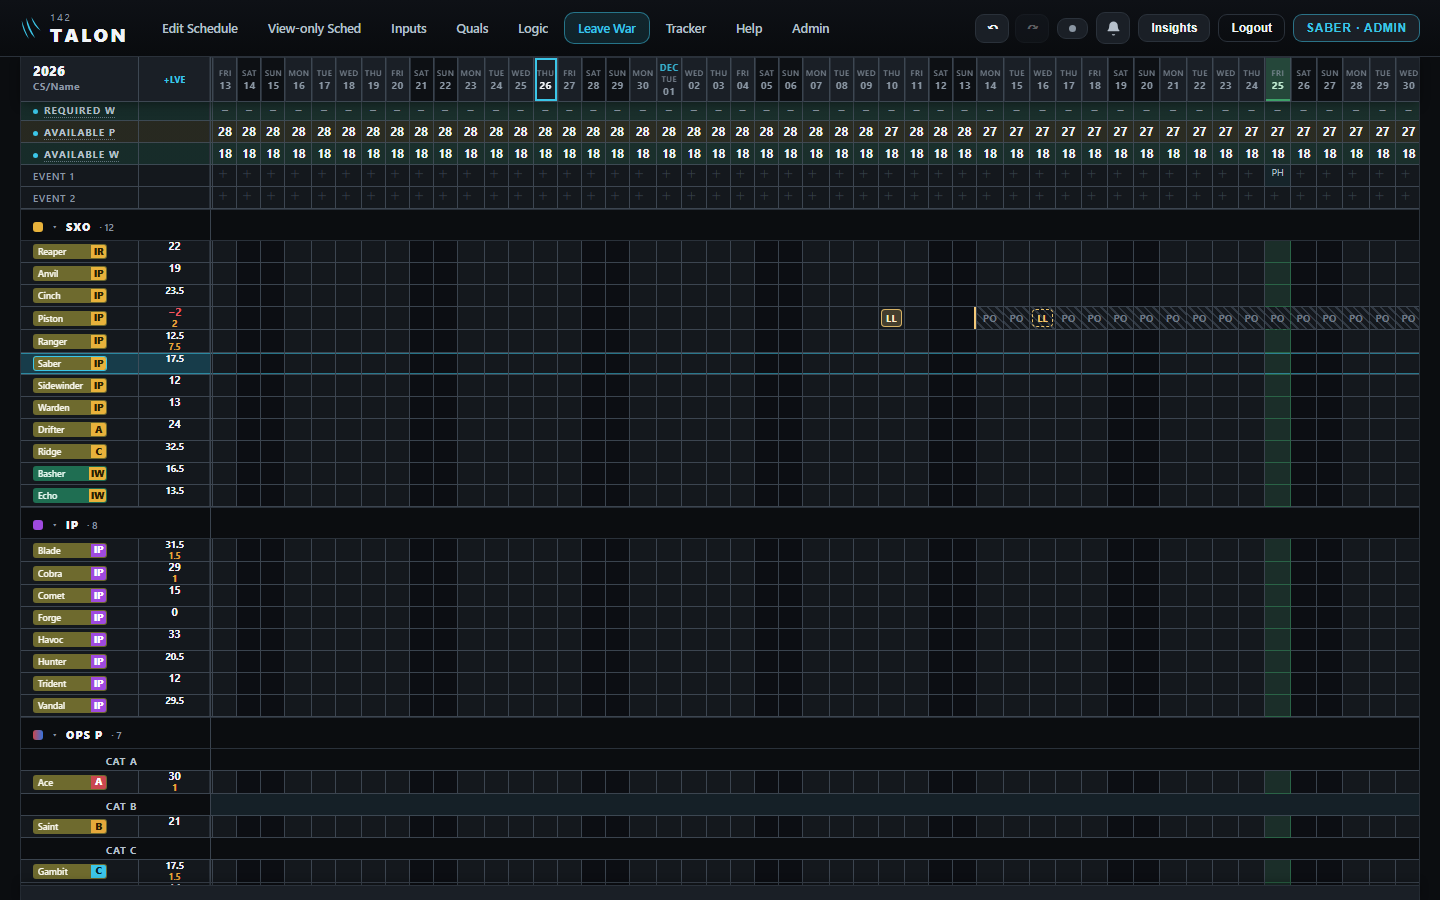 142
TALON
Edit Schedule View-only Sched Inputs Quals Logic Leave War Tracker Help Admin Insights Logout SABER · ADMIN
2026
CS/Name
+LVE
FRI 13 SAT 14 SUN 15 MON 16 TUE 17 WED 18 THU 19 FRI 20 SAT 21 SUN 22 MON 23 TUE 24 WED 25 THU 26 FRI 27 SAT 28 SUN 29 MON 30 DEC TUE 01 WED 02 THU 03 FRI 04 SAT 05 SUN 06 MON 07 TUE 08 WED 09 THU 10 FRI 11 SAT 12 SUN 13 MON 14 TUE 15 WED 16 THU 17 FRI 18 SAT 19 SUN 20 MON 21 TUE 22 WED 23 THU 24 FRI 25 SAT 26 SUN 27 MON 28 TUE 29 WED 30
REQUIRED W – – – – – – – – – – – – – – – – – – – – – – – – – – – – – – – – – – – – – – – – – – – – – – – –
AVAILABLE P 28 28 28 28 28 28 28 28 28 28 28 28 28 28 28 28 28 28 28 28 28 28 28 28 28 28 28 27 27 28 28 27 27 27 27 27 27 27 27 27 27 27 27 27 27 27 27 27
AVAILABLE W 18 18 18 18 18 18 18 18 18 18 18 18 18 18 18 18 18 18 18 18 18 18 18 18 18 18 18 18 18 18 18 18 18 18 18 18 18 18 18 18 18 18 18 18 18 18 18 18
EVENT 1 + + + + + + + + + + + + + + + + + + + + + + + + + + + + + + + + + + + + + + + + + + PH + + + + +
EVENT 2 + + + + + + + + + + + + + + + + + + + + + + + + + + + + + + + + + + + + + + + + + + + + + + + +
· SXO · 12
Reaper IR 22
Anvil IP 19
Cinch IP 23.5
Piston IP −2 2 LL PO PO LL PO PO PO PO PO PO PO PO PO PO PO PO PO PO
Ranger IP 12.5 7.5
Saber IP 17.5
Sidewinder IP 12
Warden IP 13
Drifter A 24
Ridge C 32.5
Basher IW 16.5
Echo IW 13.5
· IP · 8
Blade IP 31.5 1.5
Cobra IP 29 1
Comet IP 15
Forge IP 0
Havoc IP 33
Hunter IP 20.5
Trident IP 12
Vandal IP 29.5
· OPS P · 7
CAT A
Ace A 30 1
CAT B
Saint B 21
CAT C
Gambit C 17.5 1.5